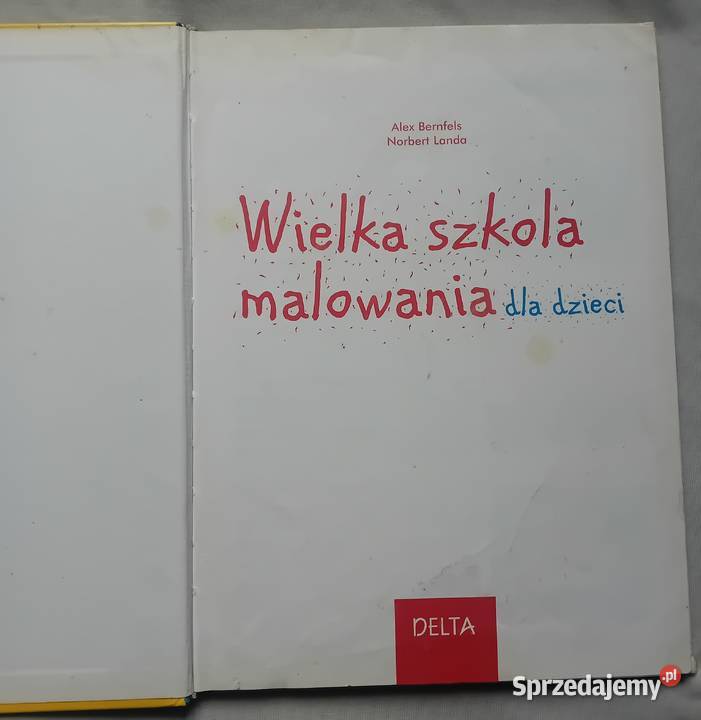 Alex Bernfels
Norbert Landa
Wielka szkola
malowania dla dzieci
DELTA
Sprzedajemy.pl